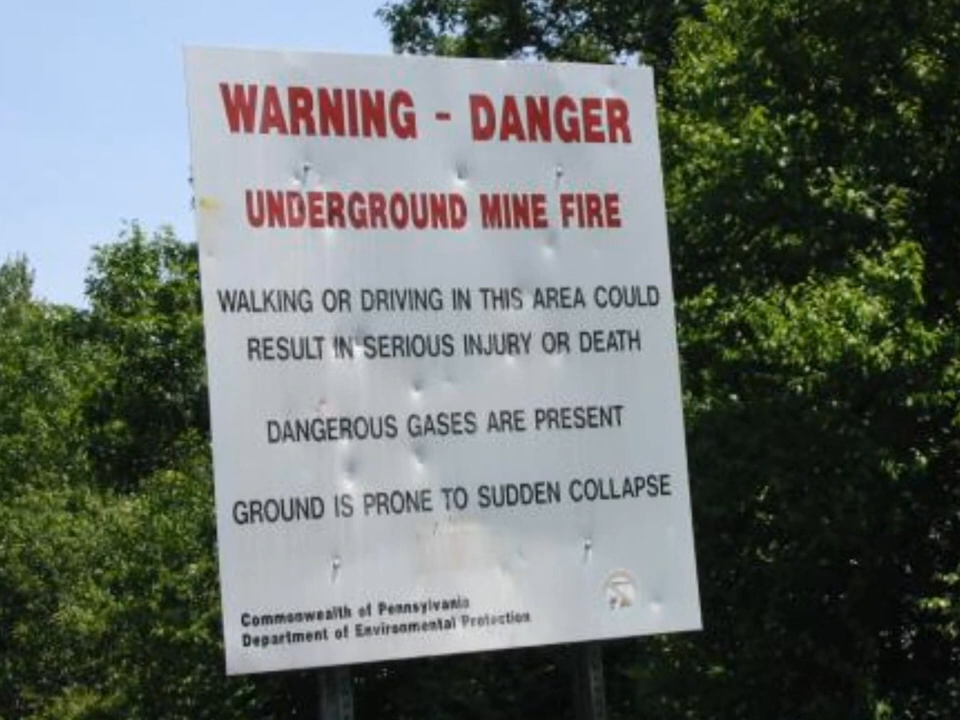 WARNING - DANGER
UNDERGROUND MINE FIRE
WALKING OR DRIVING IN THIS AREA COULD
RESULT IN SERIOUS INJURY OR DEATH
DANGEROUS GASES ARE PRESENT
GROUND IS PRONE TO SUDDEN COLLAPSE
Commonwealth of Pennsylvania
Department of Environmental Protection